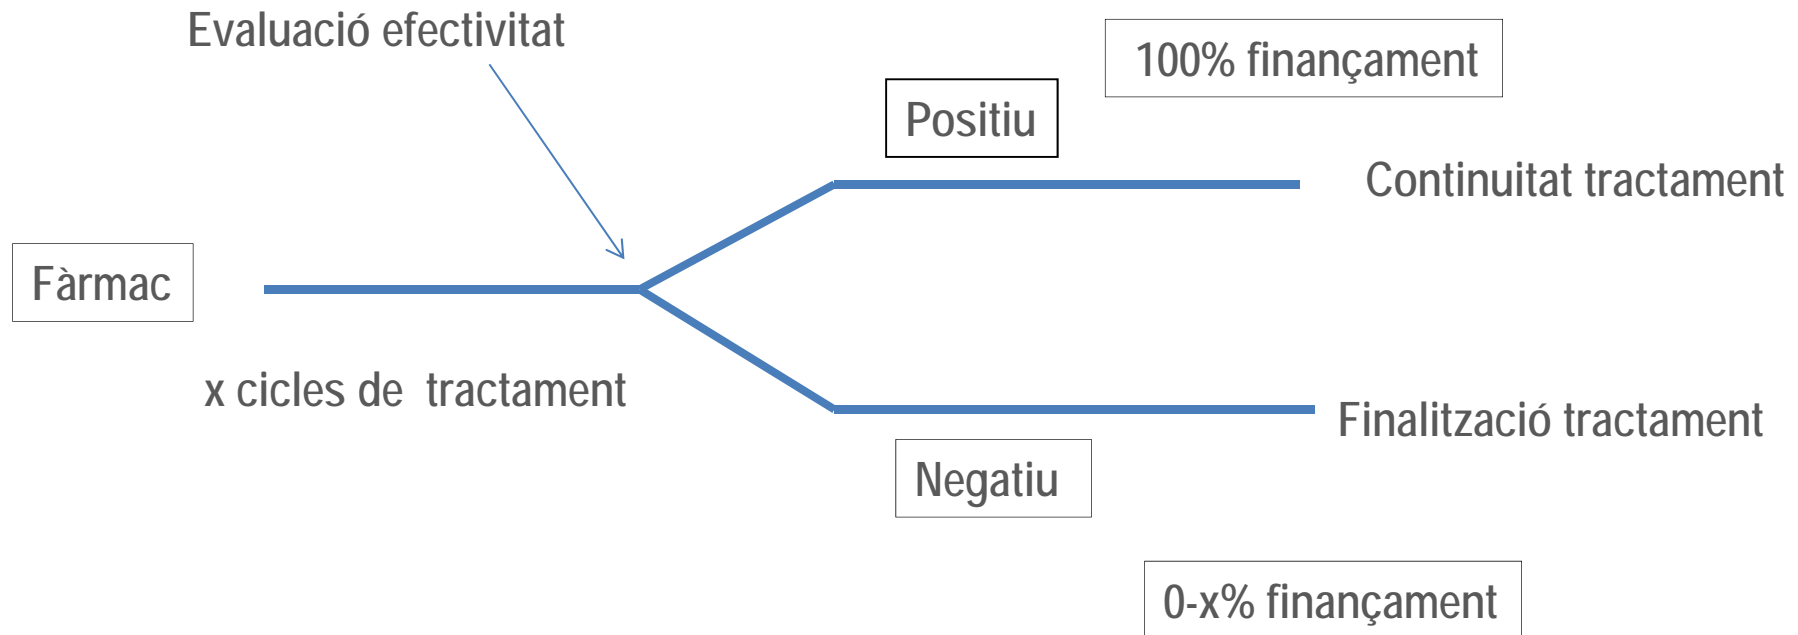 Evaluació efectivitat
100% finançament
Positiu
Continuitat tractament
Fàrmac
x cicles de tractament
Finalització tractament
Negatiu
0-x% finançament